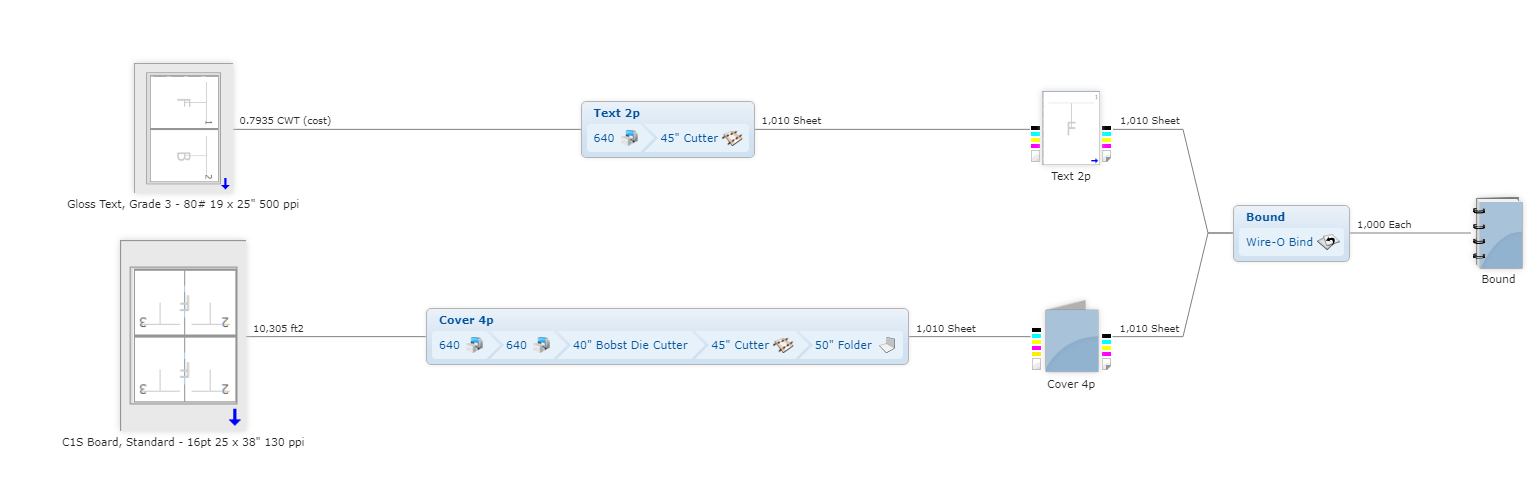 F
1
B
2
Gloss Text, Grade 3 - 80# 19 x 25" 500 ppi
0.7935 CWT (cost)
Text 2p
640
45" Cutter
1,010 Sheet
1
F
Text 2p
1,010 Sheet
F
3
2
F
3
2
C1S Board, Standard - 16pt 25 x 38" 130 ppi
10,305 ft2
Cover 4p
640
640
40" Bobst Die Cutter
45" Cutter
50" Folder
1,010 Sheet
Cover 4p
1,010 Sheet
Bound
Wire-O Bind
1,000 Each
Bound